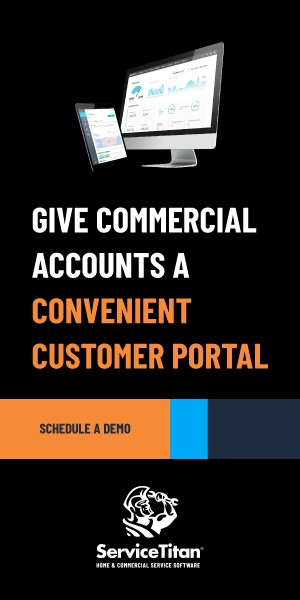 GIVE COMMERCIAL
ACCOUNTS A
CONVENIENT
CUSTOMER PORTAL
SCHEDULE A DEMO
ServiceTitan®
HOME & COMMERCIAL SERVICE SOFTWARE